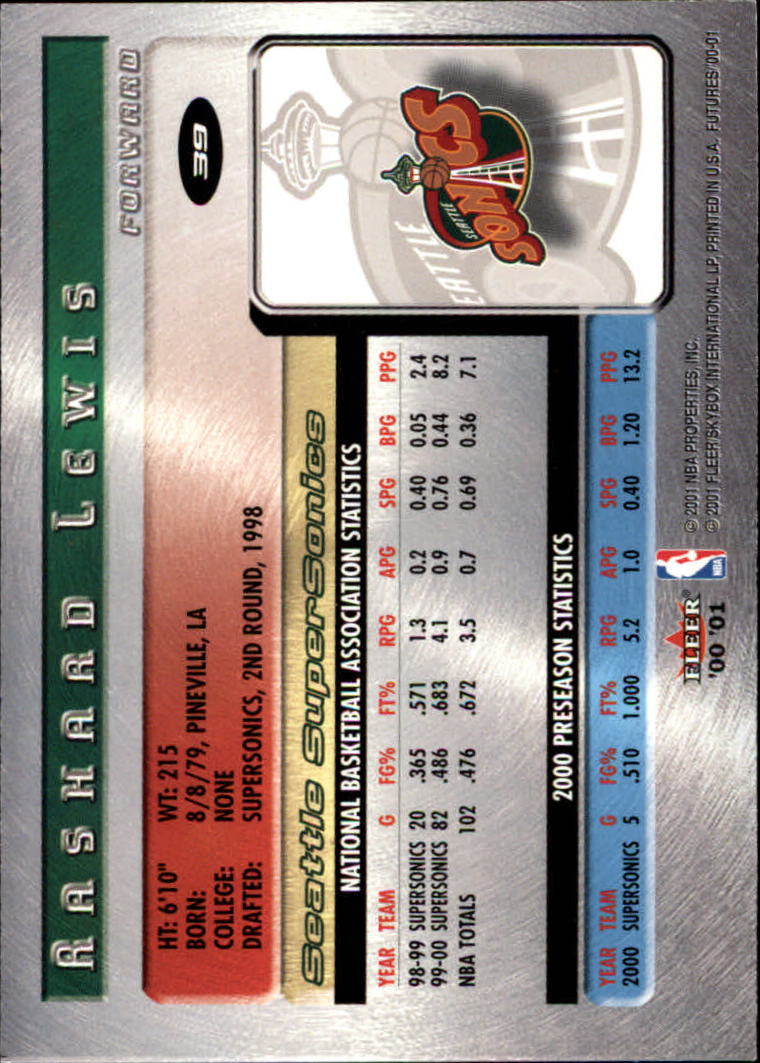 RASHARD LEWIS
FORWARD
39
HT: 6'10" WT: 215
BORN: 8/8/79, PINEVILLE, LA
COLLEGE: NONE
DRAFTED: SUPERSONICS, 2ND ROUND, 1998
Seattle SuperSonics
SEATTLE
SONICS
SEATTLE
NATIONAL BASKETBALL ASSOCIATION STATISTICS
YEAR TEAM G FG% FT% RPG APG SPG BPG PPG
98-99 SUPERSONICS 20 .365 .571 1.3 0.2 0.40 0.05 2.4
99-00 SUPERSONICS 82 .486 .683 4.1 0.9 0.76 0.44 8.2
NBA TOTALS 102 .476 .672 3.5 0.7 0.69 0.36 7.1
2000 PRESEASON STATISTICS
YEAR TEAM G FG% FT% RPG APG SPG BPG PPG
2000 SUPERSONICS 5 .510 1.000 5.2 1.0 0.40 1.20 13.2
FLEER®
'00 '01
NBA
© 2001 NBA PROPERTIES, INC.
© 2001 FLEER/SKYBOX INTERNATIONAL LP, PRINTED IN U.S.A. FUTURES/00-01